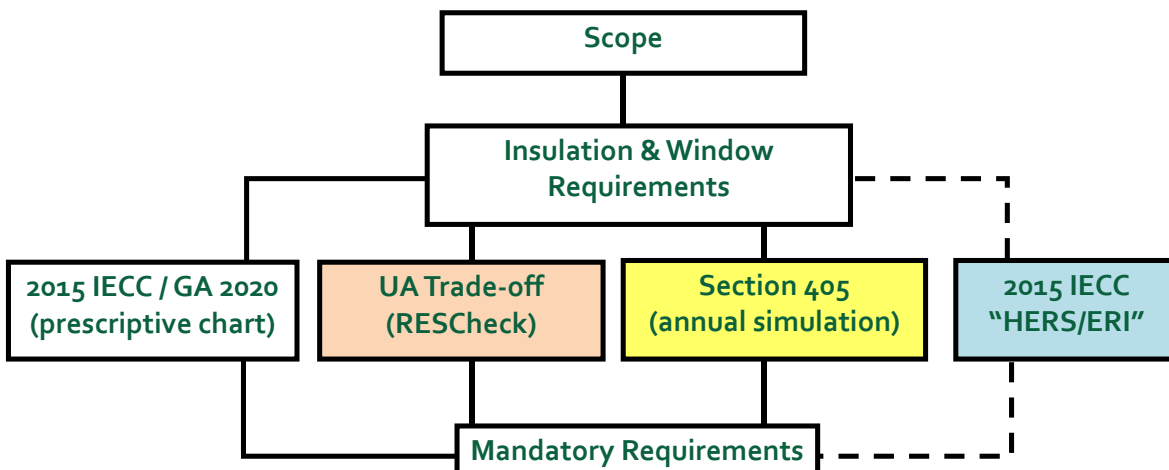 Scope
Insulation & Window
Requirements
2015 IECC / GA 2020
(prescriptive chart)
UA Trade-off
(RESCheck)
Section 405
(annual simulation)
2015 IECC
“HERS/ERI”
Mandatory Requirements